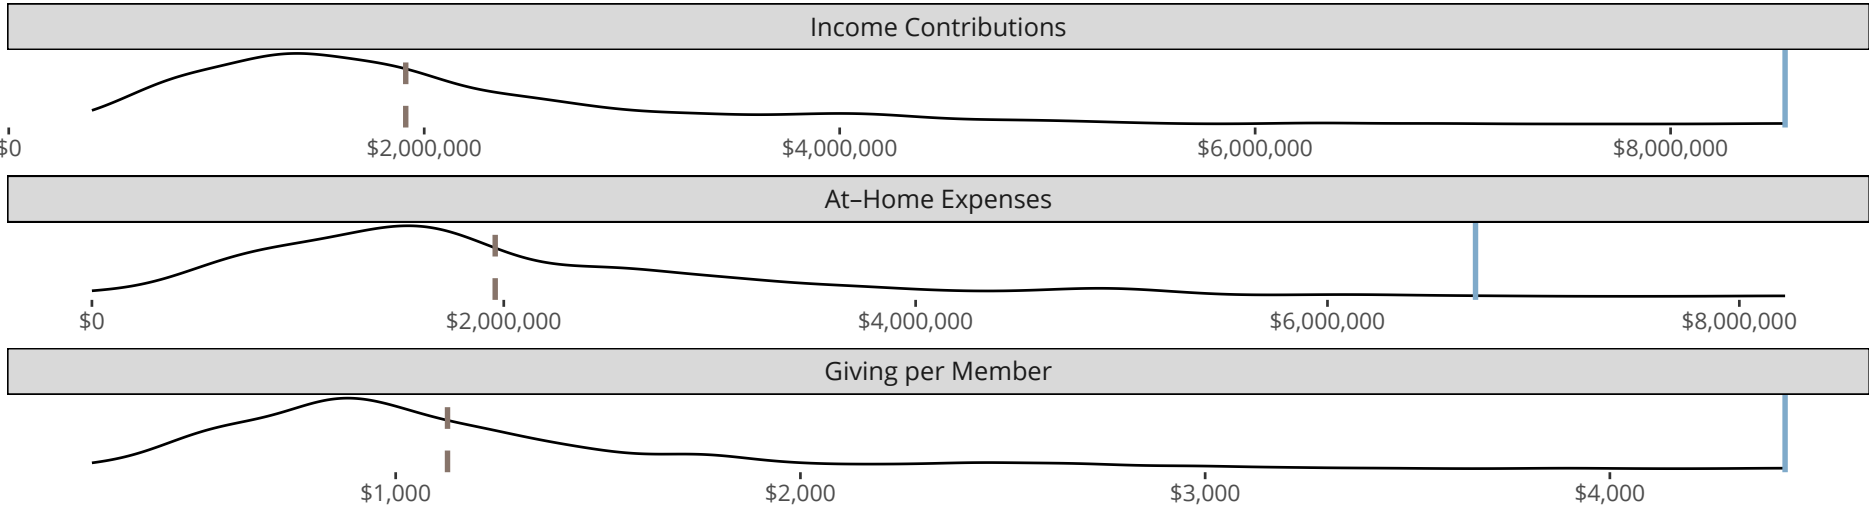 Income Contributions
$0 $2,000,000 $4,000,000 $6,000,000 $8,000,000
At–Home Expenses
$0 $2,000,000 $4,000,000 $6,000,000 $8,000,000
Giving per Member
$1,000 $2,000 $3,000 $4,000